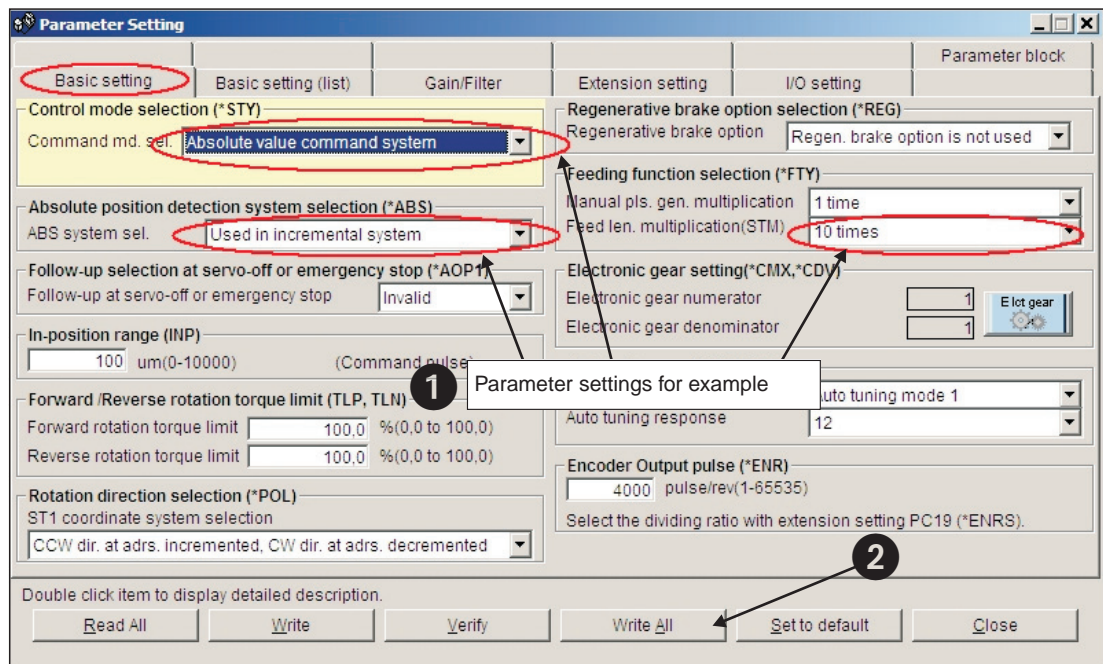 Parameter Setting
Parameter block
Basic setting
Basic setting (list)
Gain/Filter
Extension setting
I/O setting
Control mode selection (*STY)
Command md. sel.
Absolute value command system
Absolute position detection system selection (*ABS)
ABS system sel.
Used in incremental system
Follow-up selection at servo-off or emergency stop (*AOP1)
Follow-up at servo-off or emergency stop
Invalid
In-position range (INP)
100 um(0-10000) (Command pulse)
Forward /Reverse rotation torque limit (TLP, TLN)
Forward rotation torque limit 100,0 %(0,0 to 100,0)
Reverse rotation torque limit 100,0 %(0,0 to 100,0)
Rotation direction selection (*POL)
ST1 coordinate system selection
CCW dir. at adrs. incremented, CW dir. at adrs. decremented
Regenerative brake option selection (*REG)
Regenerative brake option
Regen. brake option is not used
Feeding function selection (*FTY)
Manual pls. gen. multiplication 1 time
Feed len. multiplication(STM) 10 times
Electronic gear setting(*CMX,*CDV)
Electronic gear numerator 1
Electronic gear denominator 1
Elct gear
1
Parameter settings for example
Auto tuning mode 1
Auto tuning response 12
Encoder Output pulse (*ENR)
4000 pulse/rev(1-65535)
Select the dividing ratio with extension setting PC19 (*ENRS).
2
Double click item to display detailed description.
Read All
Write
Verify
Write All
Set to default
Close